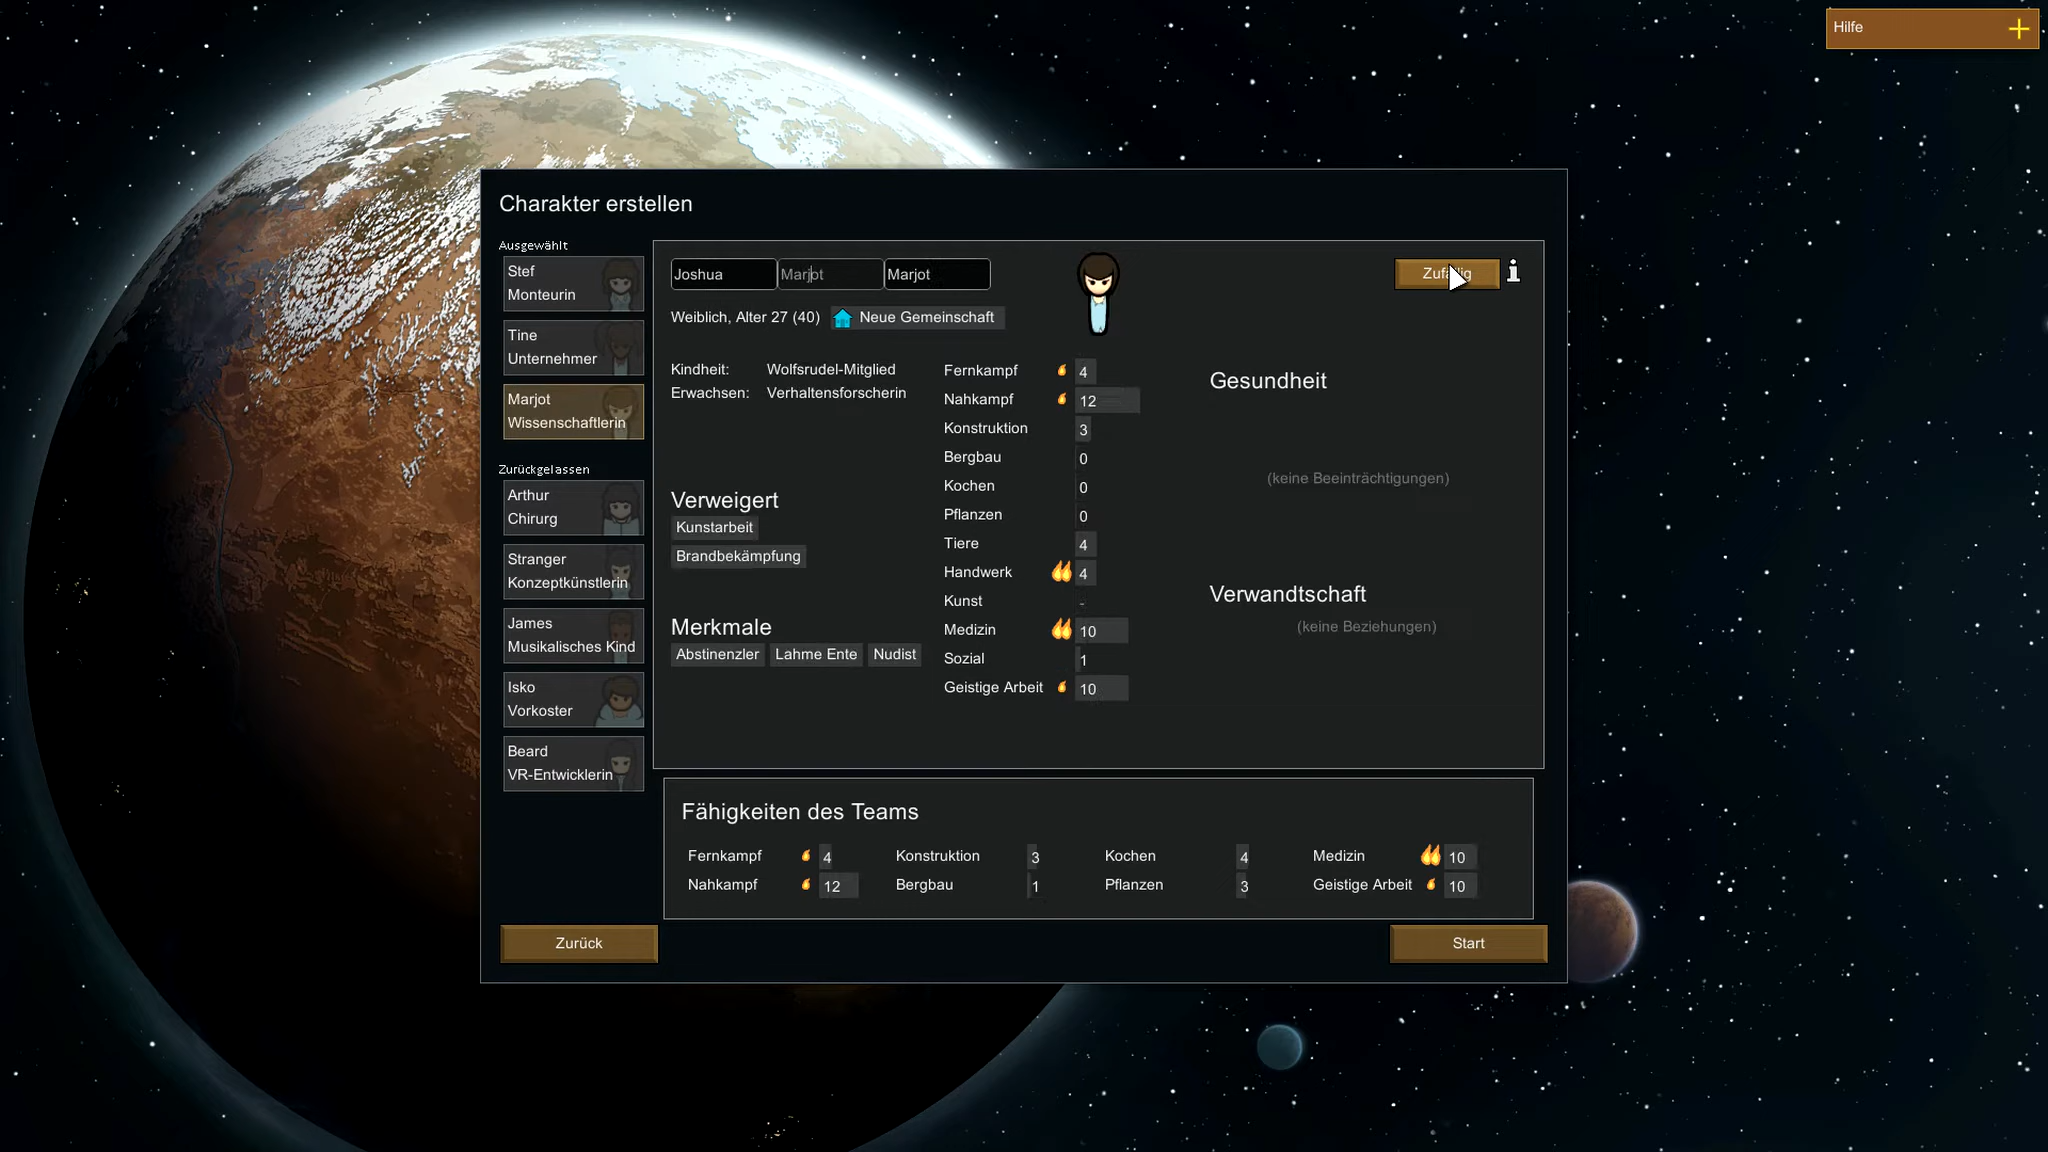 Hilfe
Charakter erstellen
Ausgewählt
Stef
Monteurin
Tine
Unternehmer
Marjot
Wissenschaftlerin
Zurückgelassen
Arthur
Chirurg
Stranger
Konzeptkünstlerin
James
Musikalisches Kind
Isko
Vorkoster
Beard
VR-Entwicklerin
Joshua Marjot Marjot
Zufällig
Weiblich, Alter 27 (40) Neue Gemeinschaft
Kindheit: Wolfsrudel-Mitglied
Erwachsen: Verhaltensforscherin
Verweigert
Kunstarbeit
Brandbekämpfung
Merkmale
Abstinenzler Lahme Ente Nudist
Fernkampf 4
Nahkampf 12
Konstruktion 3
Bergbau 0
Kochen 0
Pflanzen 0
Tiere 4
Handwerk 4
Kunst -
Medizin 10
Sozial 1
Geistige Arbeit 10
Gesundheit
(keine Beeinträchtigungen)
Verwandtschaft
(keine Beziehungen)
Fähigkeiten des Teams
Fernkampf 4 Konstruktion 3 Kochen 4 Medizin 10
Nahkampf 12 Bergbau 1 Pflanzen 3 Geistige Arbeit 10
Zurück
Start